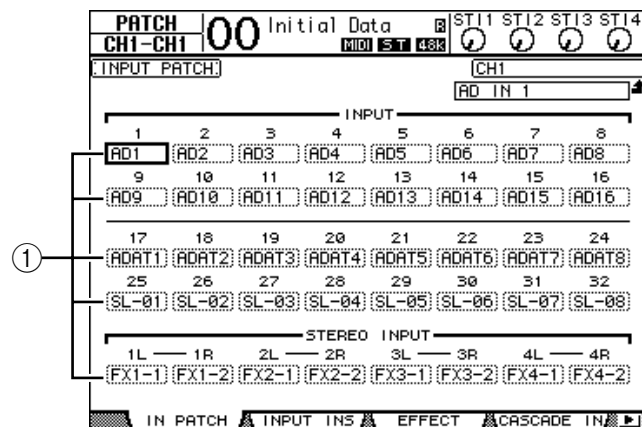 PATCH
CH1-CH1
00 Initial Data R
MIDI ST 48k
ST11 ST12 ST13 ST14
INPUT PATCH
CH1
AD IN 1
INPUT
1 2 3 4 5 6 7 8
AD1 AD2 AD3 AD4 AD5 AD6 AD7 AD8
9 10 11 12 13 14 15 16
AD9 AD10 AD11 AD12 AD13 AD14 AD15 AD16
1
17 18 19 20 21 22 23 24
ADAT1 ADAT2 ADAT3 ADAT4 ADAT5 ADAT6 ADAT7 ADAT8
25 26 27 28 29 30 31 32
SL-01 SL-02 SL-03 SL-04 SL-05 SL-06 SL-07 SL-08
STEREO INPUT
1L 1R 2L 2R 3L 3R 4L 4R
FX1-1 FX1-2 FX2-1 FX2-2 FX3-1 FX3-2 FX4-1 FX4-2
IN PATCH INPUT INS EFFECT CASCADE IN